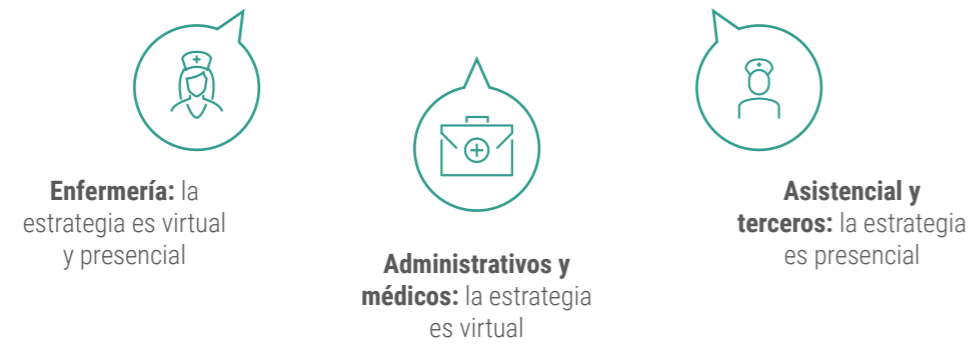 Enfermería: la
estrategia es virtual
y presencial
Administrativos y
médicos: la estrategia
es virtual
Asistencial y
terceros: la estrategia
es presencial